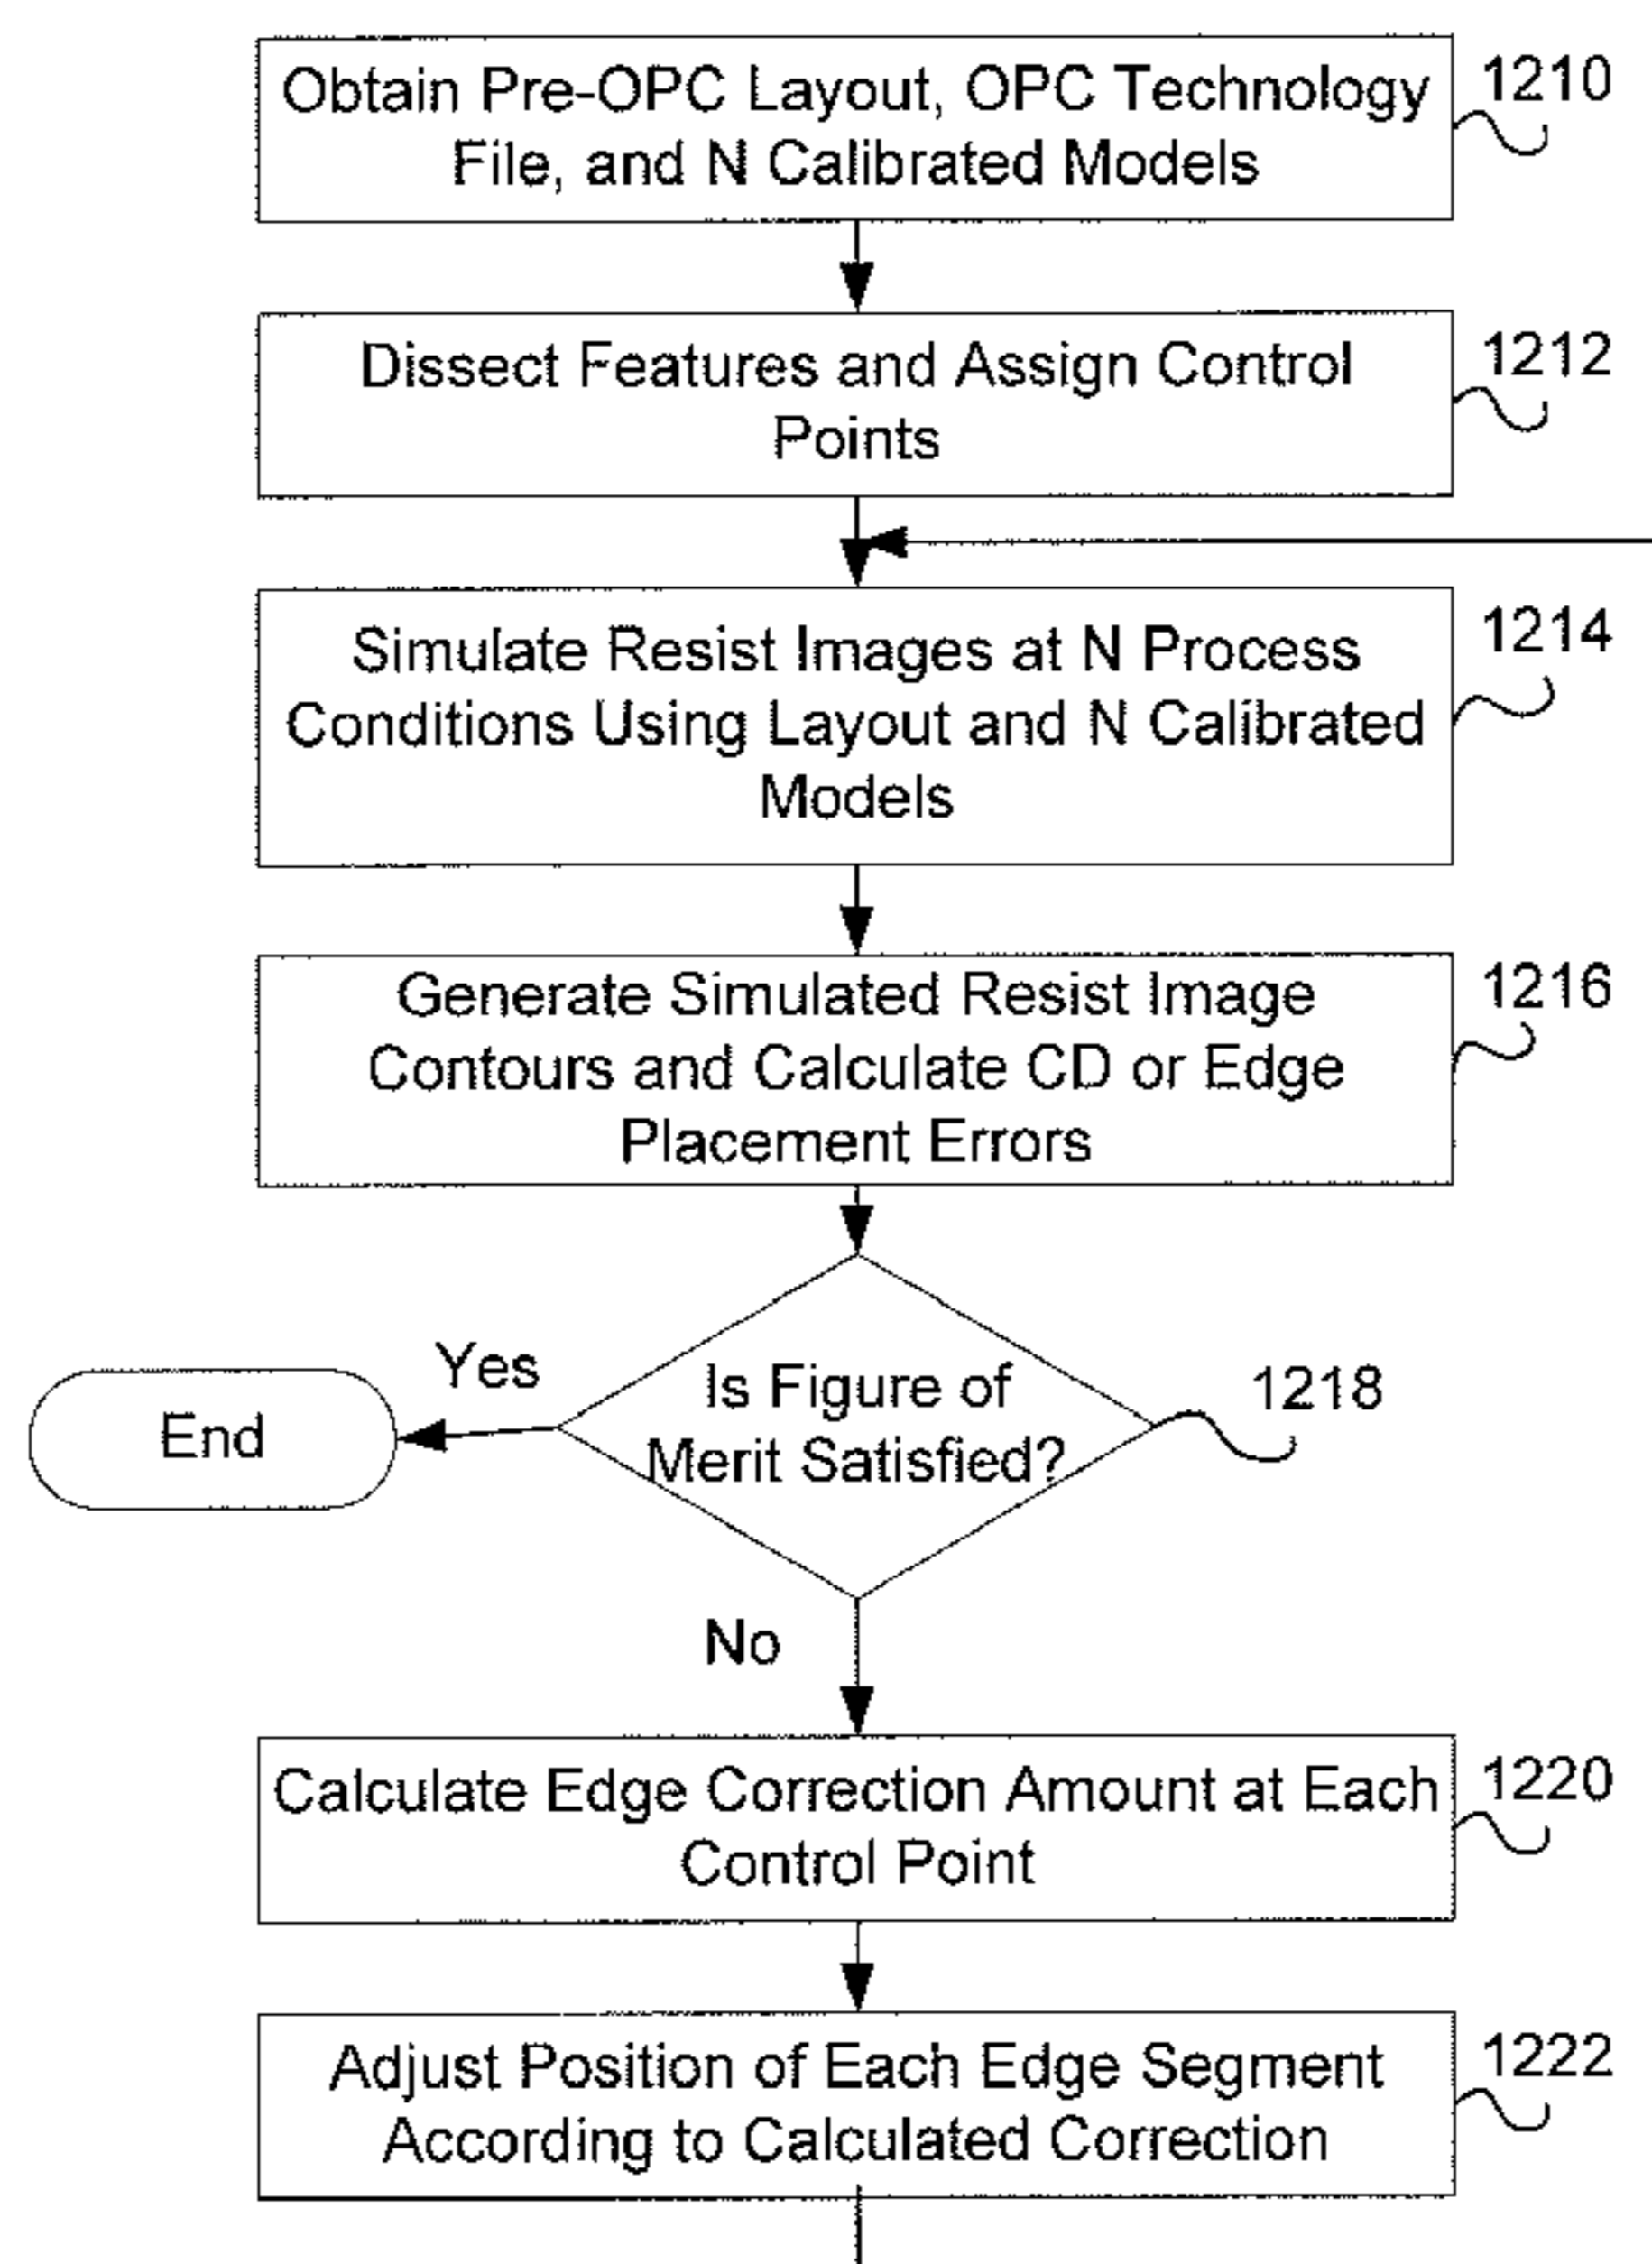 Obtain Pre-OPC Layout, OPC Technology
File, and N Calibrated Models
1210
Dissect Features and Assign Control
Points
1212
Simulate Resist Images at N Process
Conditions Using Layout and N Calibrated
Models
1214
Generate Simulated Resist Image
Contours and Calculate CD or Edge
Placement Errors
1216
Is Figure of
Merit Satisfied?
1218
Yes
End
No
Calculate Edge Correction Amount at Each
Control Point
1220
Adjust Position of Each Edge Segment
According to Calculated Correction
1222